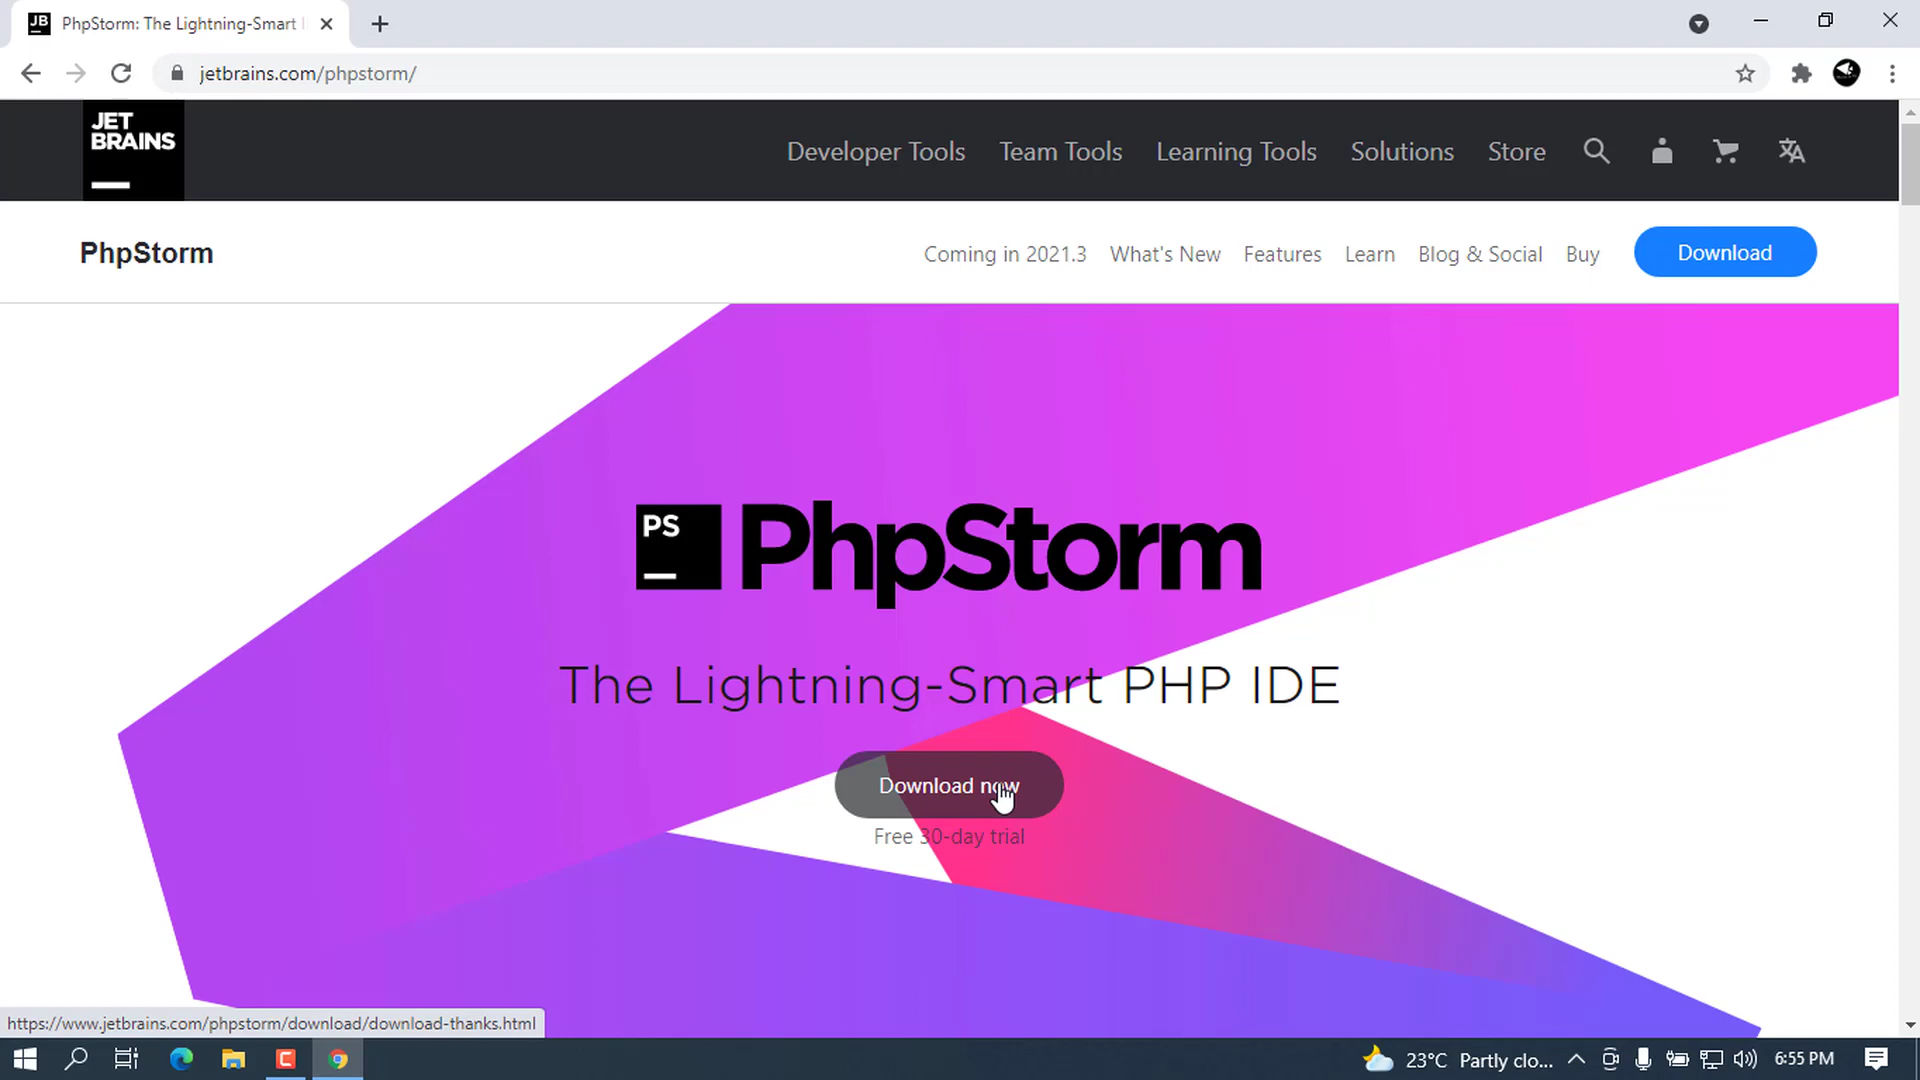 JB PhpStorm: The Lightning-Smart
jetbrains.com/phpstorm/
JET
BRAINS
Developer Tools Team Tools Learning Tools Solutions Store
PhpStorm
Coming in 2021.3 What's New Features Learn Blog & Social Buy Download
PS
PhpStorm
The Lightning-Smart PHP IDE
Download now
Free 30-day trial
https://www.jetbrains.com/phpstorm/download/download-thanks.html
23°C Partly clo... 6:55 PM